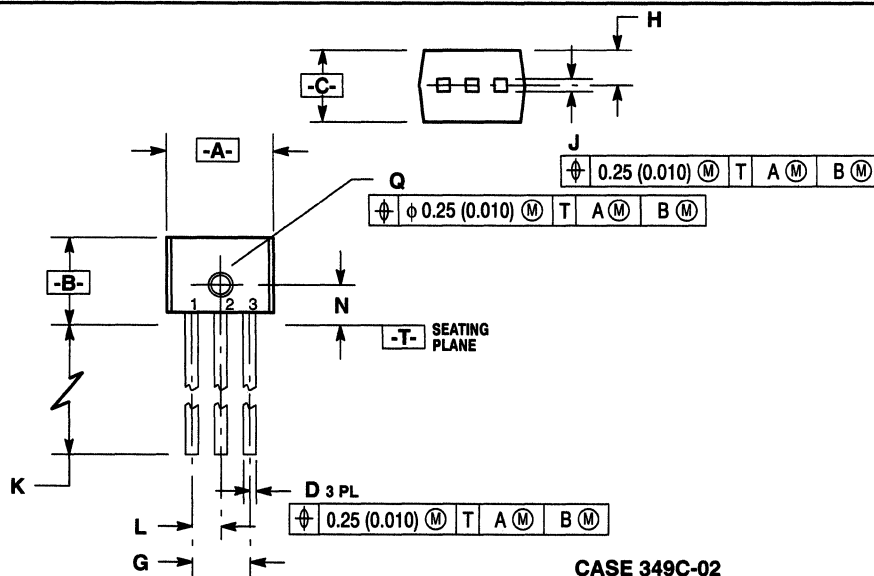 H
-C-
-A-
J
⌖ 0.25 (0.010) Ⓜ T A Ⓜ B Ⓜ
Q
⌖ ϕ 0.25 (0.010) Ⓜ T A Ⓜ B Ⓜ
-B-
1 2 3
N
-T- SEATING
PLANE
K
D 3 PL
⌖ 0.25 (0.010) Ⓜ T A Ⓜ B Ⓜ
L
G
CASE 349C-02